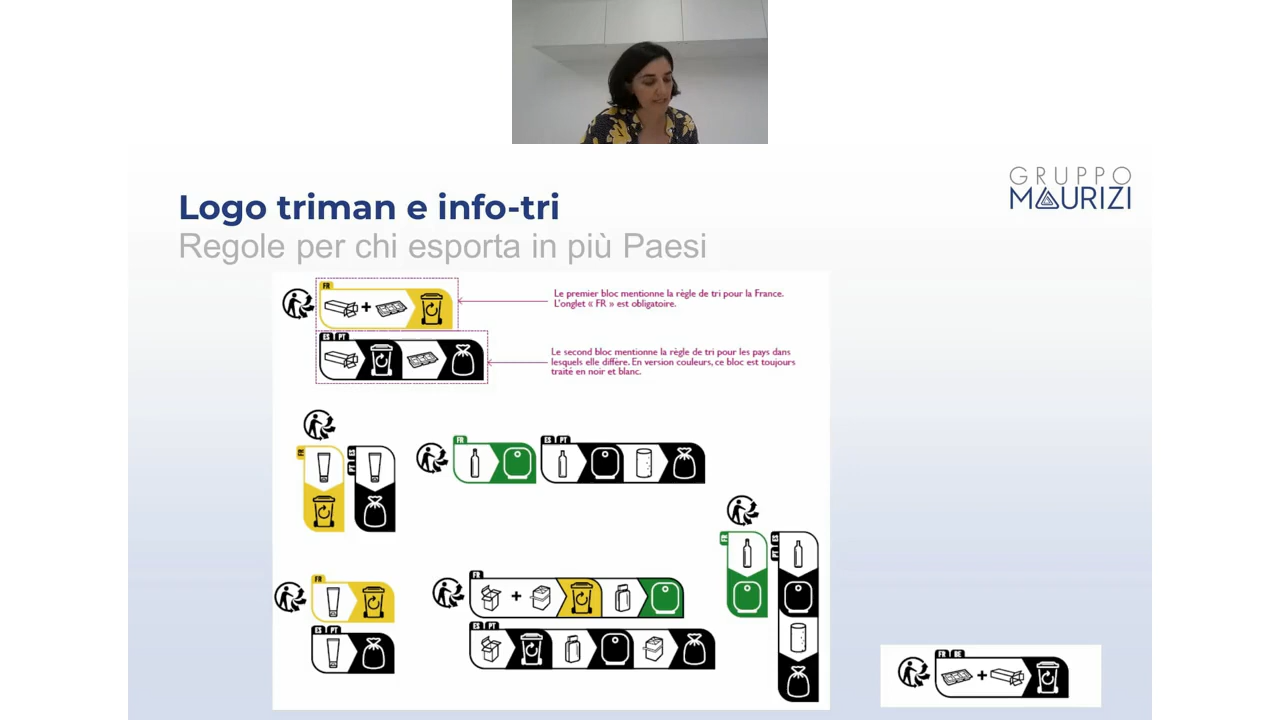 GRUPPO
MAURIZI
Logo triman e info-tri
Regole per chi esporta in più Paesi
FR
Le premier bloc mentionne la règle de tri pour la France.
L'onglet « FR » est obligatoire.
ES PT
Le second bloc mentionne la règle de tri pour les pays dans
lesquels elle diffère. En version couleurs, ce bloc est toujours
traité en noir et blanc.
FR
ES PT
FR
ES PT
FR
ES PT
FR
ES PT
FR
ES PT
FR BE